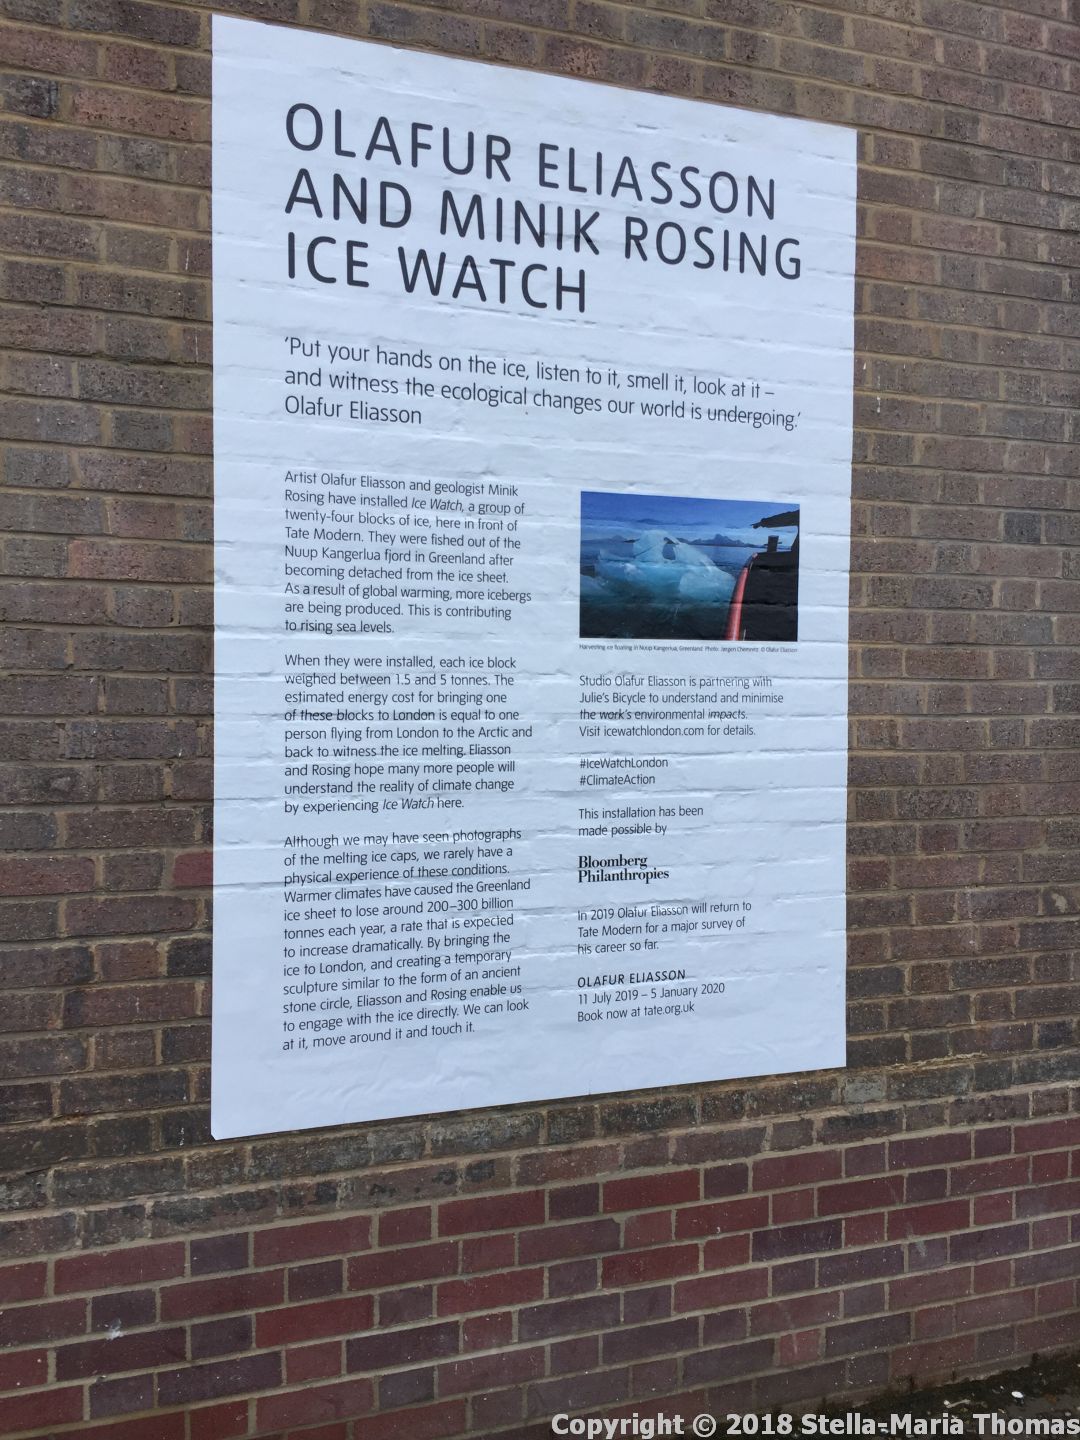 OLAFUR ELIASSON
AND MINIK ROSING
ICE WATCH
'Put your hands on the ice, listen to it, smell it, look at it –
and witness the ecological changes our world is undergoing.'
Olafur Eliasson
Artist Olafur Eliasson and geologist Minik
Rosing have installed Ice Watch, a group of
twenty-four blocks of ice, here in front of
Tate Modern. They were fished out of the
Nuup Kangerlua fjord in Greenland after
becoming detached from the ice sheet.
As a result of global warming, more icebergs
are being produced. This is contributing
to rising sea levels.
When they were installed, each ice block
weighed between 1.5 and 5 tonnes. The
estimated energy cost for bringing one
of these blocks to London is equal to one
person flying from London to the Arctic and
back to witness the ice melting. Eliasson
and Rosing hope many more people will
understand the reality of climate change
by experiencing Ice Watch here.
Although we may have seen photographs
of the melting ice caps, we rarely have a
physical experience of these conditions.
Warmer climates have caused the Greenland
ice sheet to lose around 200–300 billion
tonnes each year, a rate that is expected
to increase dramatically. By bringing the
ice to London, and creating a temporary
sculpture similar to the form of an ancient
stone circle, Eliasson and Rosing enable us
to engage with the ice directly. We can look
at it, move around it and touch it.
Harvesting ice floating in Nuup Kangerlua, Greenland Photo: Jørgen Chemnitz © Olafur Eliasson
Studio Olafur Eliasson is partnering with
Julie's Bicycle to understand and minimise
the work's environmental impacts.
Visit icewatchlondon.com for details.
#IceWatchLondon
#ClimateAction
This installation has been
made possible by
Bloomberg
Philanthropies
In 2019 Olafur Eliasson will return to
Tate Modern for a major survey of
his career so far.
OLAFUR ELIASSON
11 July 2019 – 5 January 2020
Book now at tate.org.uk
Copyright © 2018 Stella-Maria Thomas